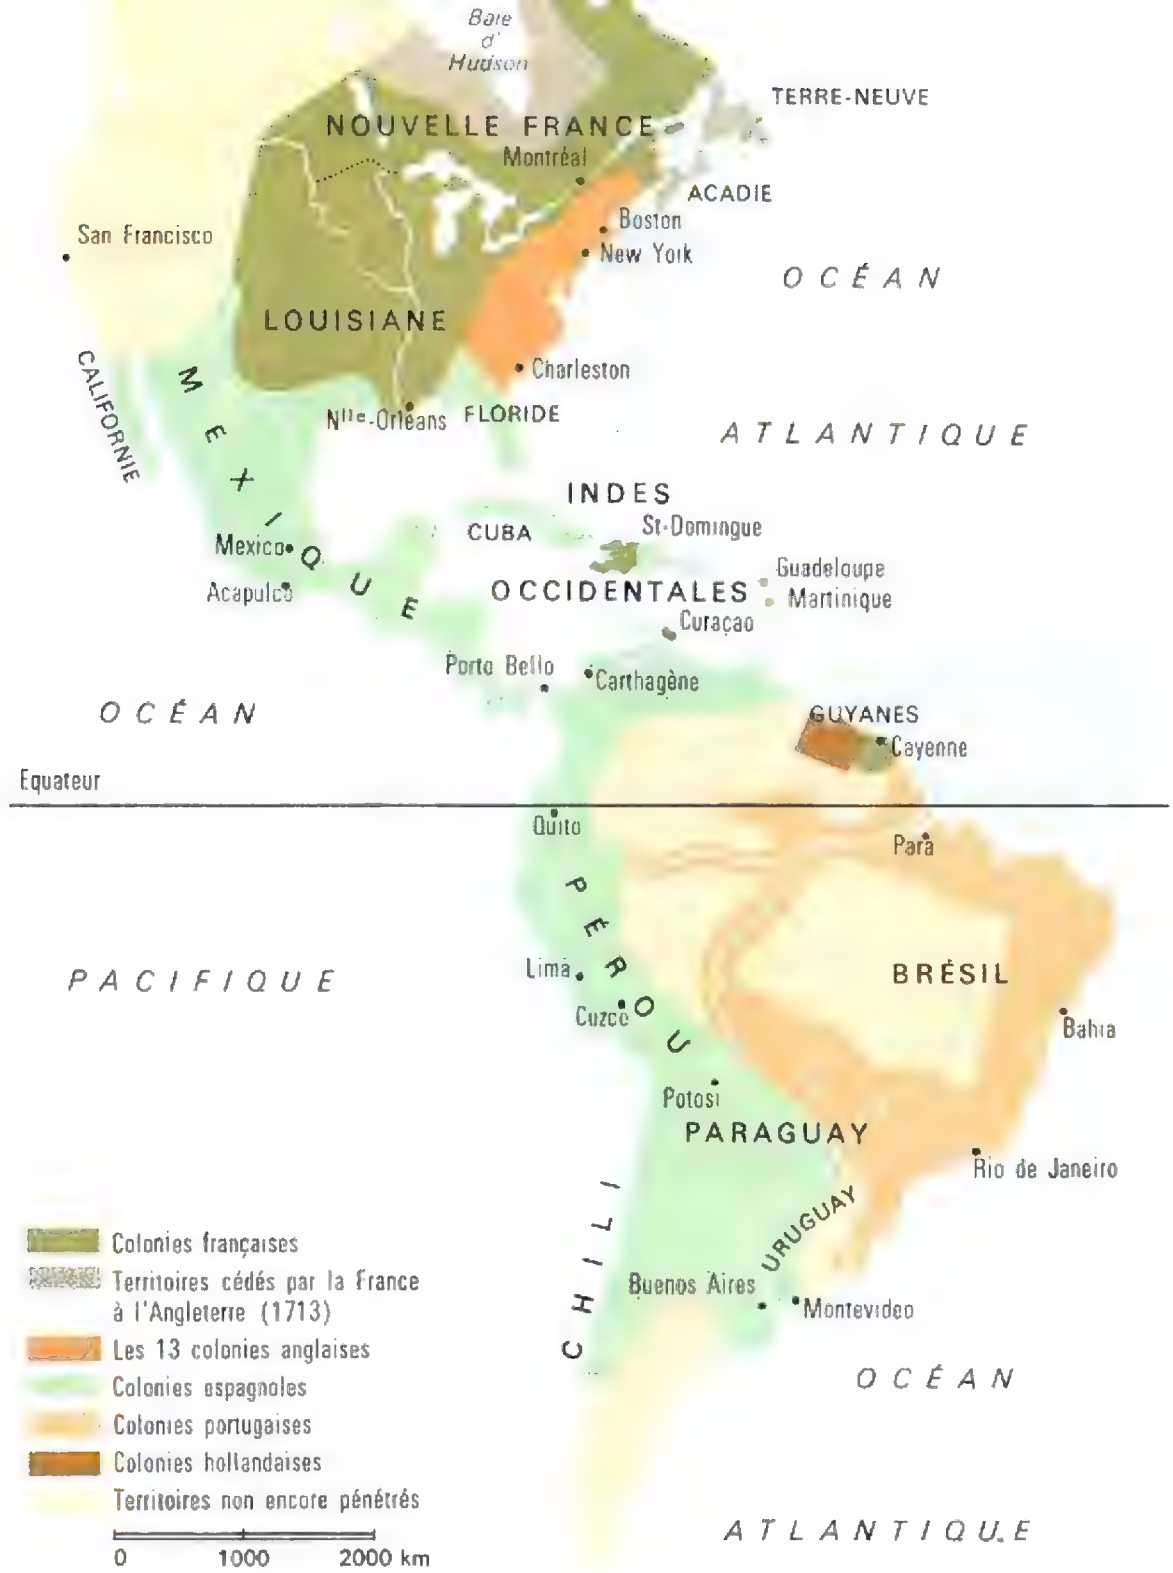 Baie
d'
Hudson
TERRE-NEUVE
NOUVELLE FRANCE
Montréal
ACADIE
Boston
San Francisco
New York
OCÉAN
LOUISIANE
CALIFORNIE
MEXIQUE
Charleston
Nlle-Orléans
FLORIDE
ATLANTIQUE
INDES
St-Domingue
CUBA
Mexico
Guadeloupe
Acapulco
OCCIDENTALES
Martinique
Curaçao
Porto Bello
Carthagène
OCÉAN
GUYANES
Cayenne
Equateur
Quito
Para
PÉROU
PACIFIQUE
Lima
BRÉSIL
Cuzco
Bahia
Potosi
PARAGUAY
Rio de Janeiro
CHILI
URUGUAY
Buenos Aires
Montevideo
Colonies françaises
Territoires cédés par la France
à l'Angleterre (1713)
Les 13 colonies anglaises
Colonies espagnoles
Colonies portugaises
Colonies hollandaises
Territoires non encore pénétrés
0 1000 2000 km
OCÉAN
ATLANTIQUE